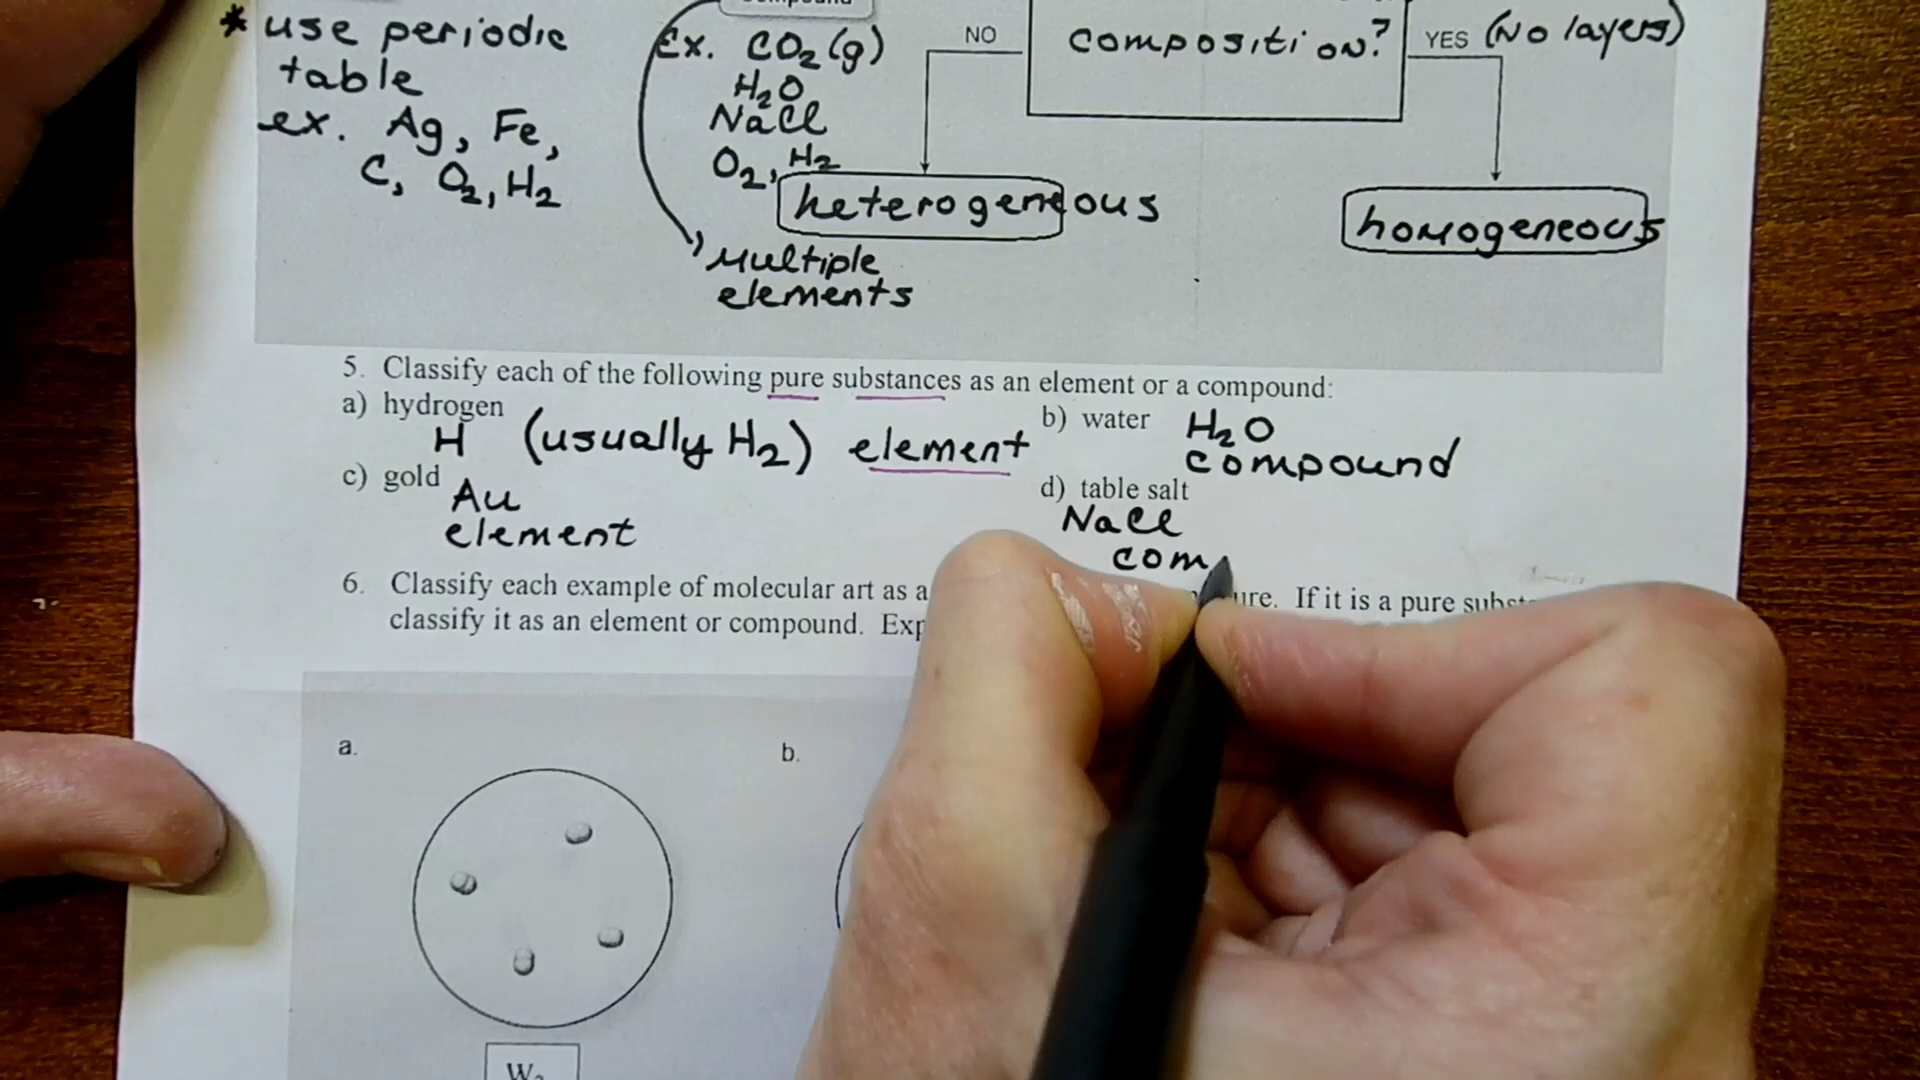 * use periodic
table
ex. Ag, Fe,
C, O₂, H₂
Ex. CO₂(g)
H₂O
NaCl
O₂, H₂
Multiple
elements
NO
composition?
YES (No layers)
heterogeneous
homogeneous
5. Classify each of the following pure substances as an element or a compound:
a) hydrogen
H (usually H₂) element
b) water H₂O
compound
c) gold Au
element
d) table salt
NaCl
com
6. Classify each example of molecular art as a ure. If it is a pure subst
classify it as an element or compound. Exp
a.
b.
W₂